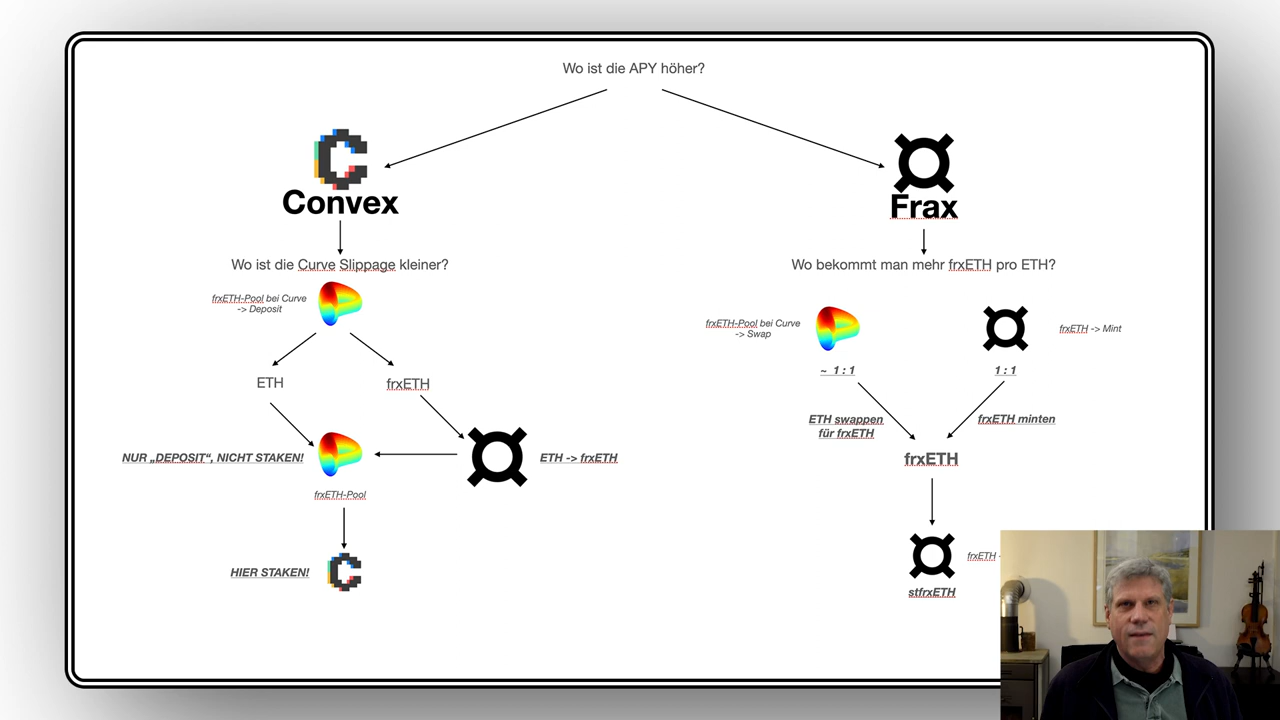 Wo ist die APY höher?
Convex
Frax
Wo ist die Curve Slippage kleiner?
Wo bekommt man mehr frxETH pro ETH?
frxETH-Pool bei Curve
-> Deposit
frxETH-Pool bei Curve
-> Swap
frxETH -> Mint
~ 1 : 1
1 : 1
ETH
frxETH
ETH swappen
für frxETH
frxETH minten
NUR „DEPOSIT“, NICHT STAKEN!
ETH -> frxETH
frxETH
frxETH-Pool
HIER STAKEN!
frxETH -
stfrxETH